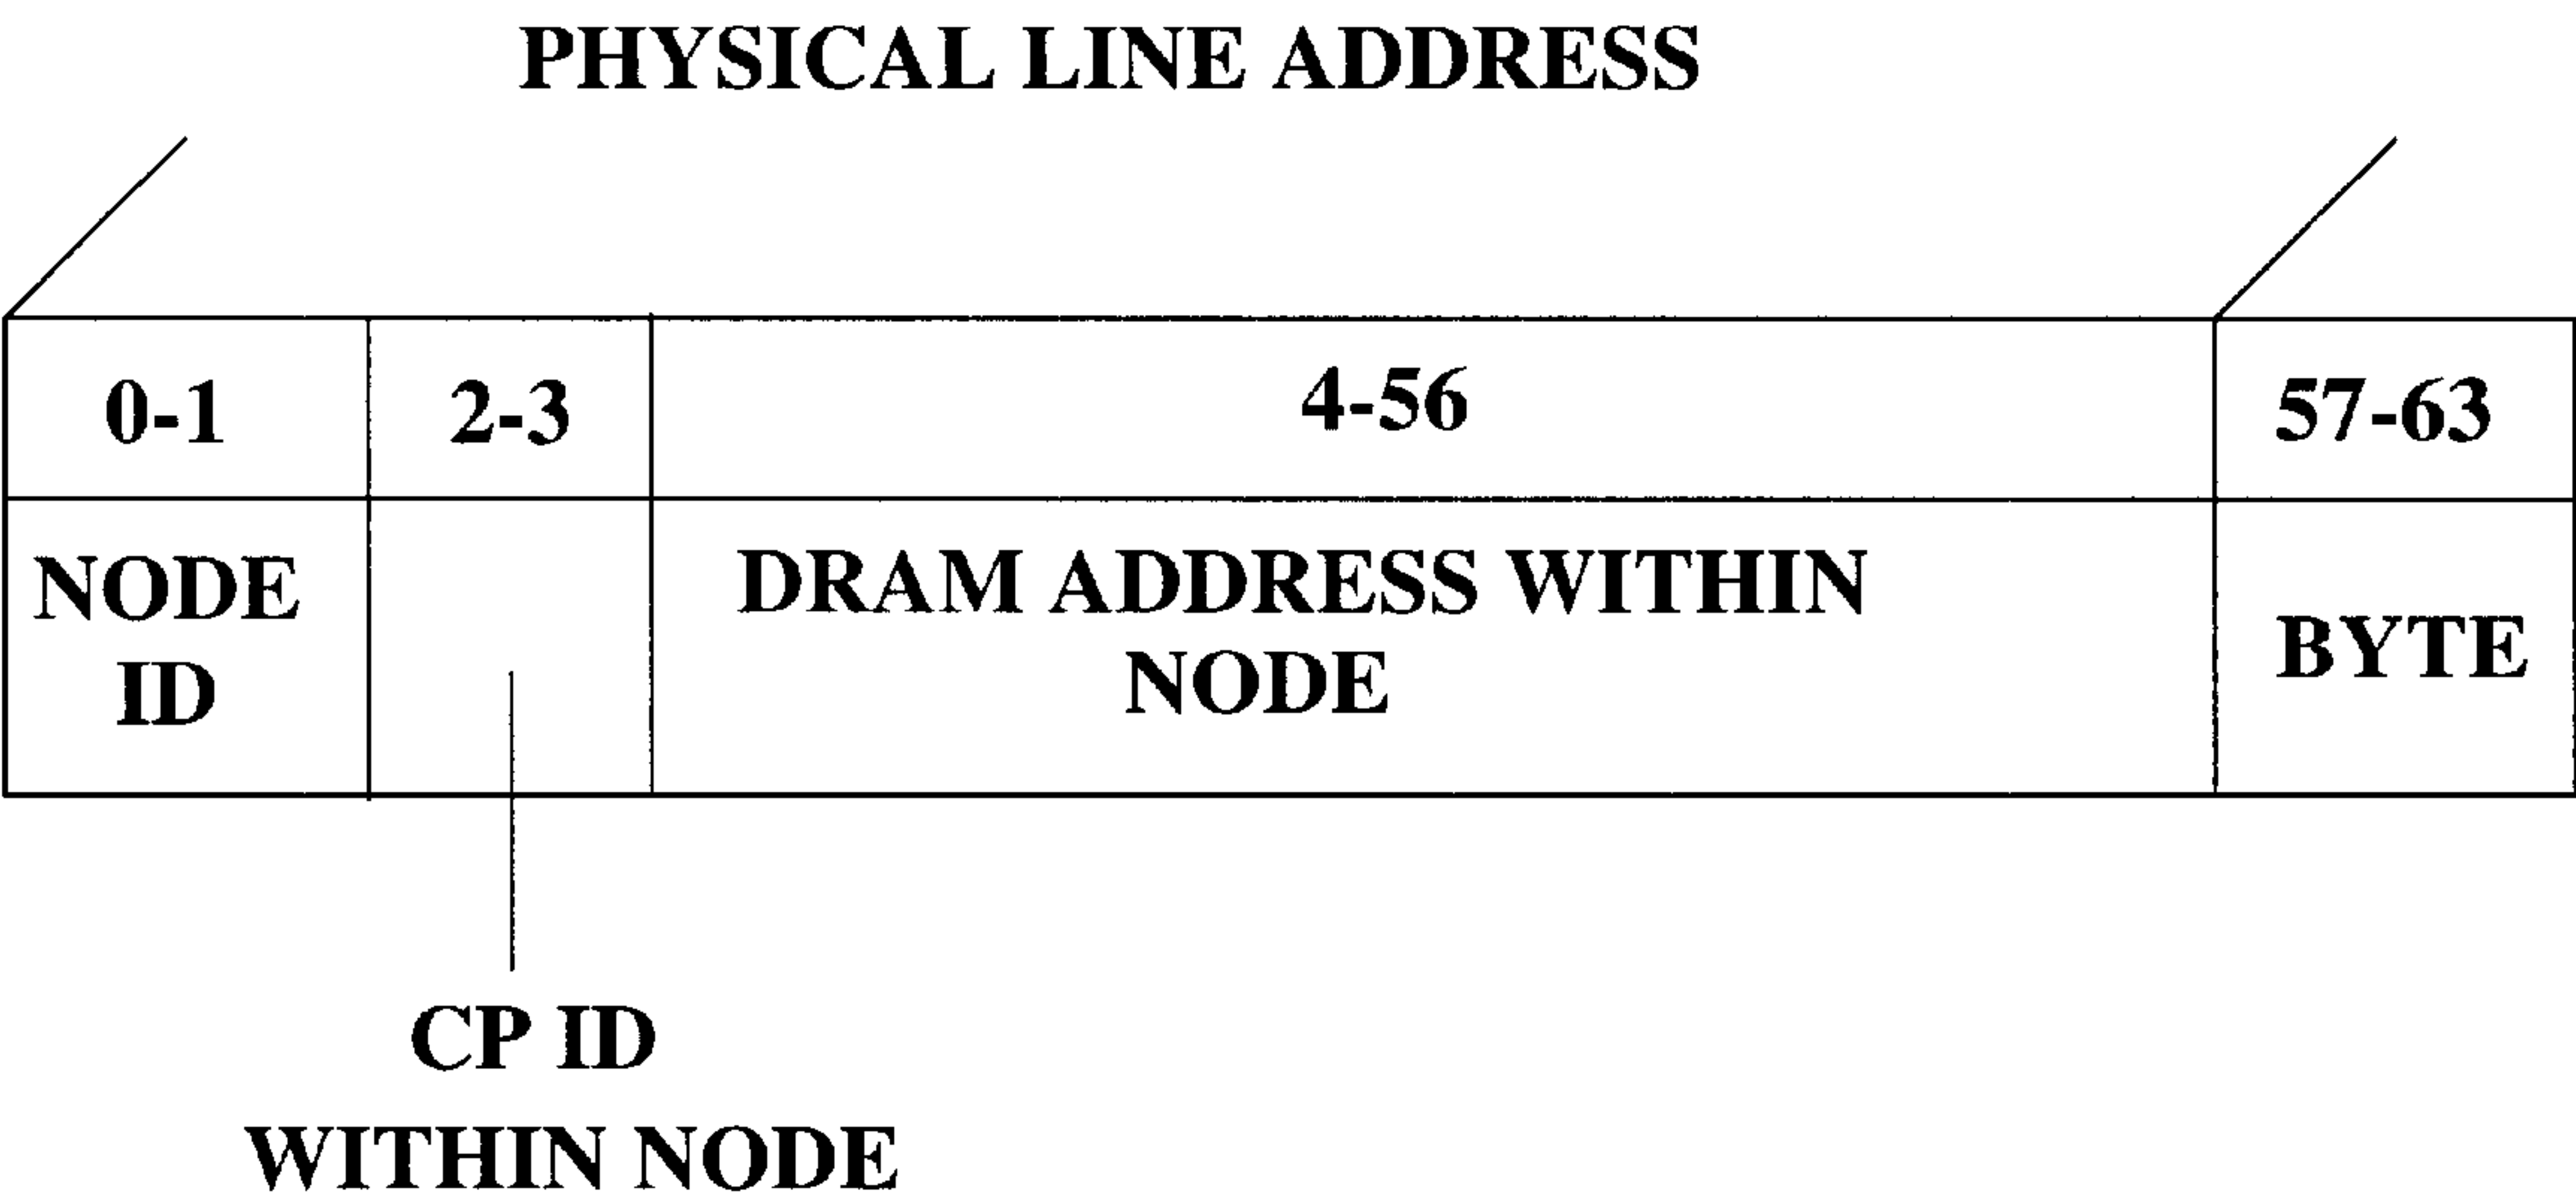 PHYSICAL LINE ADDRESS
0-1 2-3 4-56 57-63
NODE
ID
DRAM ADDRESS WITHIN
NODE
BYTE
CP ID
WITHIN NODE